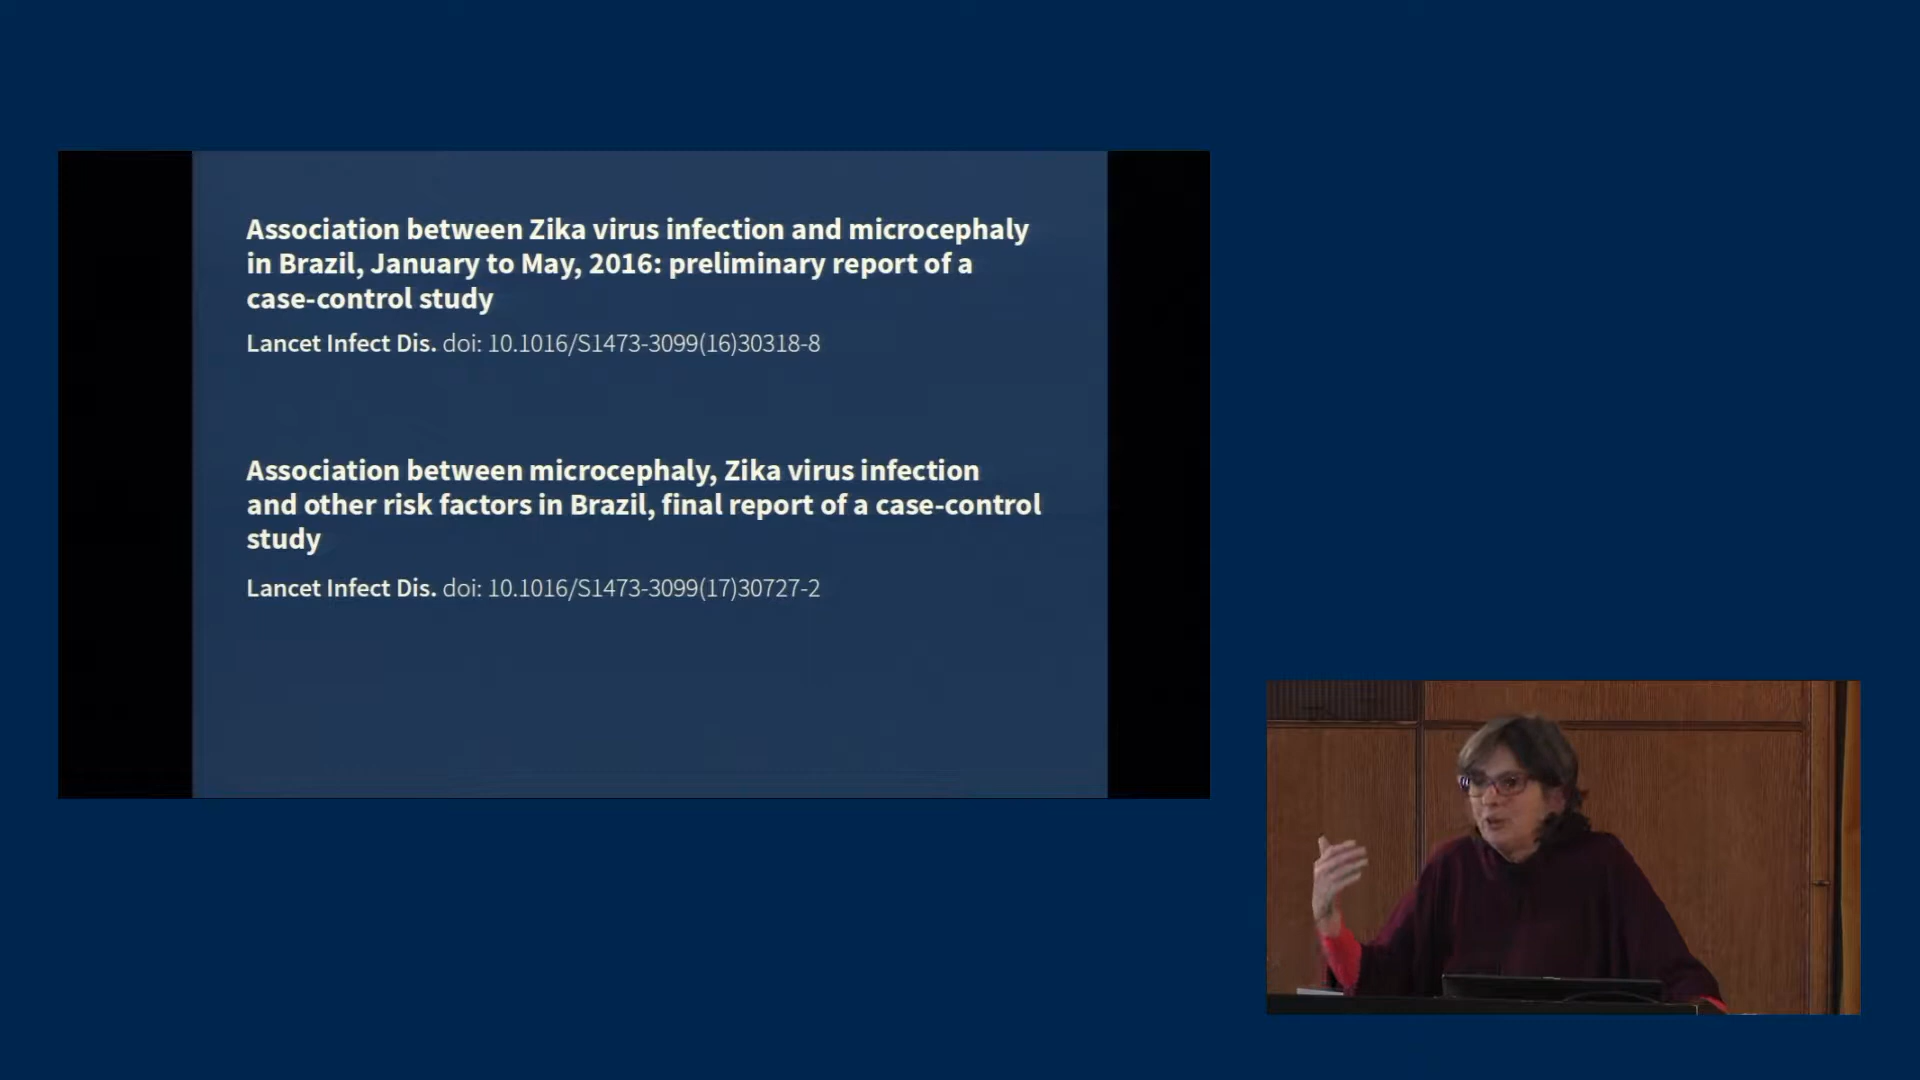 Association between Zika virus infection and microcephaly
in Brazil, January to May, 2016: preliminary report of a
case-control study
Lancet Infect Dis. doi: 10.1016/S1473-3099(16)30318-8
Association between microcephaly, Zika virus infection
and other risk factors in Brazil, final report of a case-control
study
Lancet Infect Dis. doi: 10.1016/S1473-3099(17)30727-2